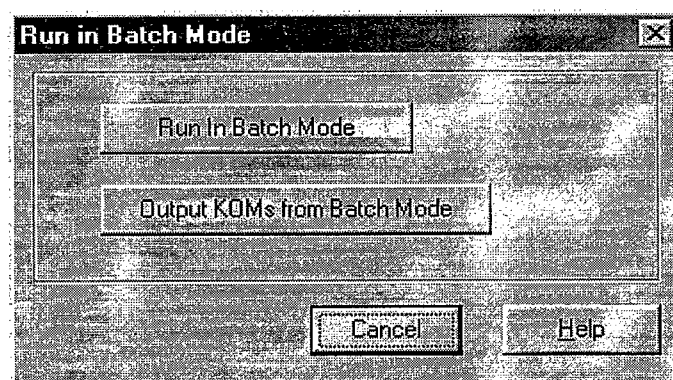 Run in Batch Mode
Run In Batch Mode
Output KOMs from Batch Mode
Cancel
Help